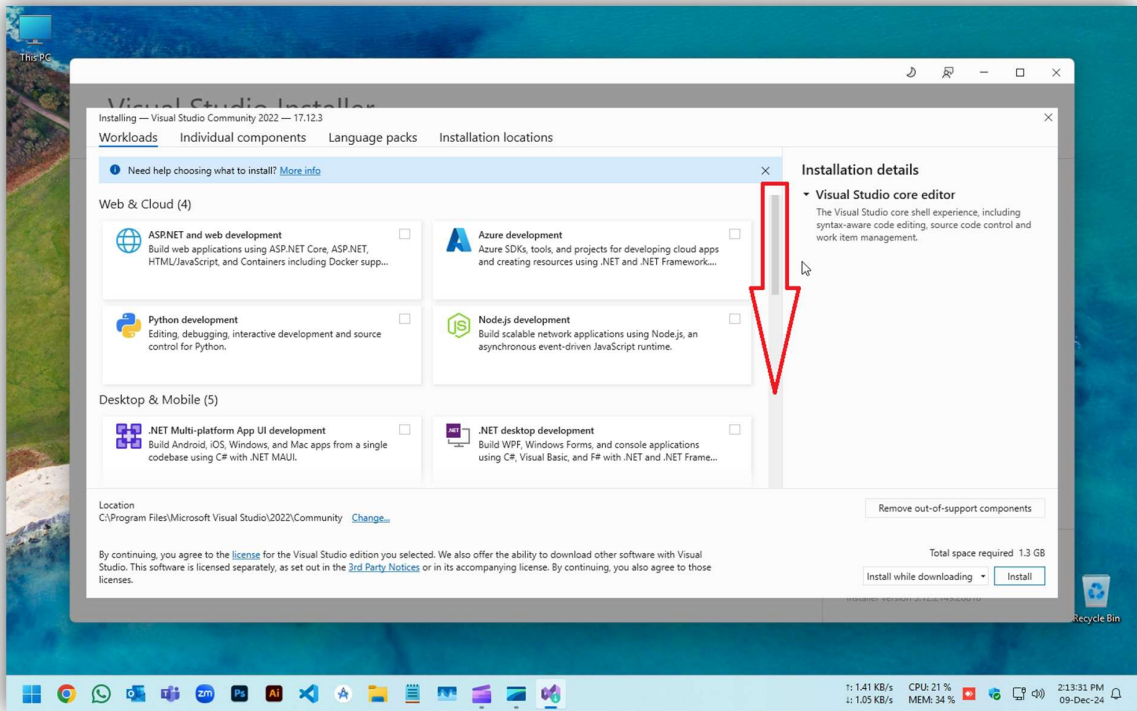 This PC
Visual Studio Installer
Installing — Visual Studio Community 2022 — 17.12.3
Workloads
Individual components
Language packs
Installation locations
Need help choosing what to install? More info
Web & Cloud (4)
ASP.NET and web development
Build web applications using ASP.NET Core, ASP.NET,
HTML/JavaScript, and Containers including Docker supp...
Azure development
Azure SDKs, tools, and projects for developing cloud apps
and creating resources using .NET and .NET Framework....
Python development
Editing, debugging, interactive development and source
control for Python.
JS
Node.js development
Build scalable network applications using Node.js, an
asynchronous event-driven JavaScript runtime.
Desktop & Mobile (5)
.NET Multi-platform App UI development
Build Android, iOS, Windows, and Mac apps from a single
codebase using C# with .NET MAUI.
.NET
.NET desktop development
Build WPF, Windows Forms, and console applications
using C#, Visual Basic, and F# with .NET and .NET Frame...
Installation details
Visual Studio core editor
The Visual Studio core shell experience, including
syntax-aware code editing, source code control and
work item management.
Location
C:\Program Files\Microsoft Visual Studio\2022\Community Change...
Remove out-of-support components
By continuing, you agree to the license for the Visual Studio edition you selected. We also offer the ability to download other software with Visual
Studio. This software is licensed separately, as set out in the 3rd Party Notices or in its accompanying license. By continuing, you also agree to those
licenses.
Total space required 1.3 GB
Install while downloading
Install
Recycle Bin
zm
Ps
Ai
↑: 1.41 KB/s
↓: 1.05 KB/s
CPU: 21 %
MEM: 34 %
2:13:31 PM
09-Dec-24